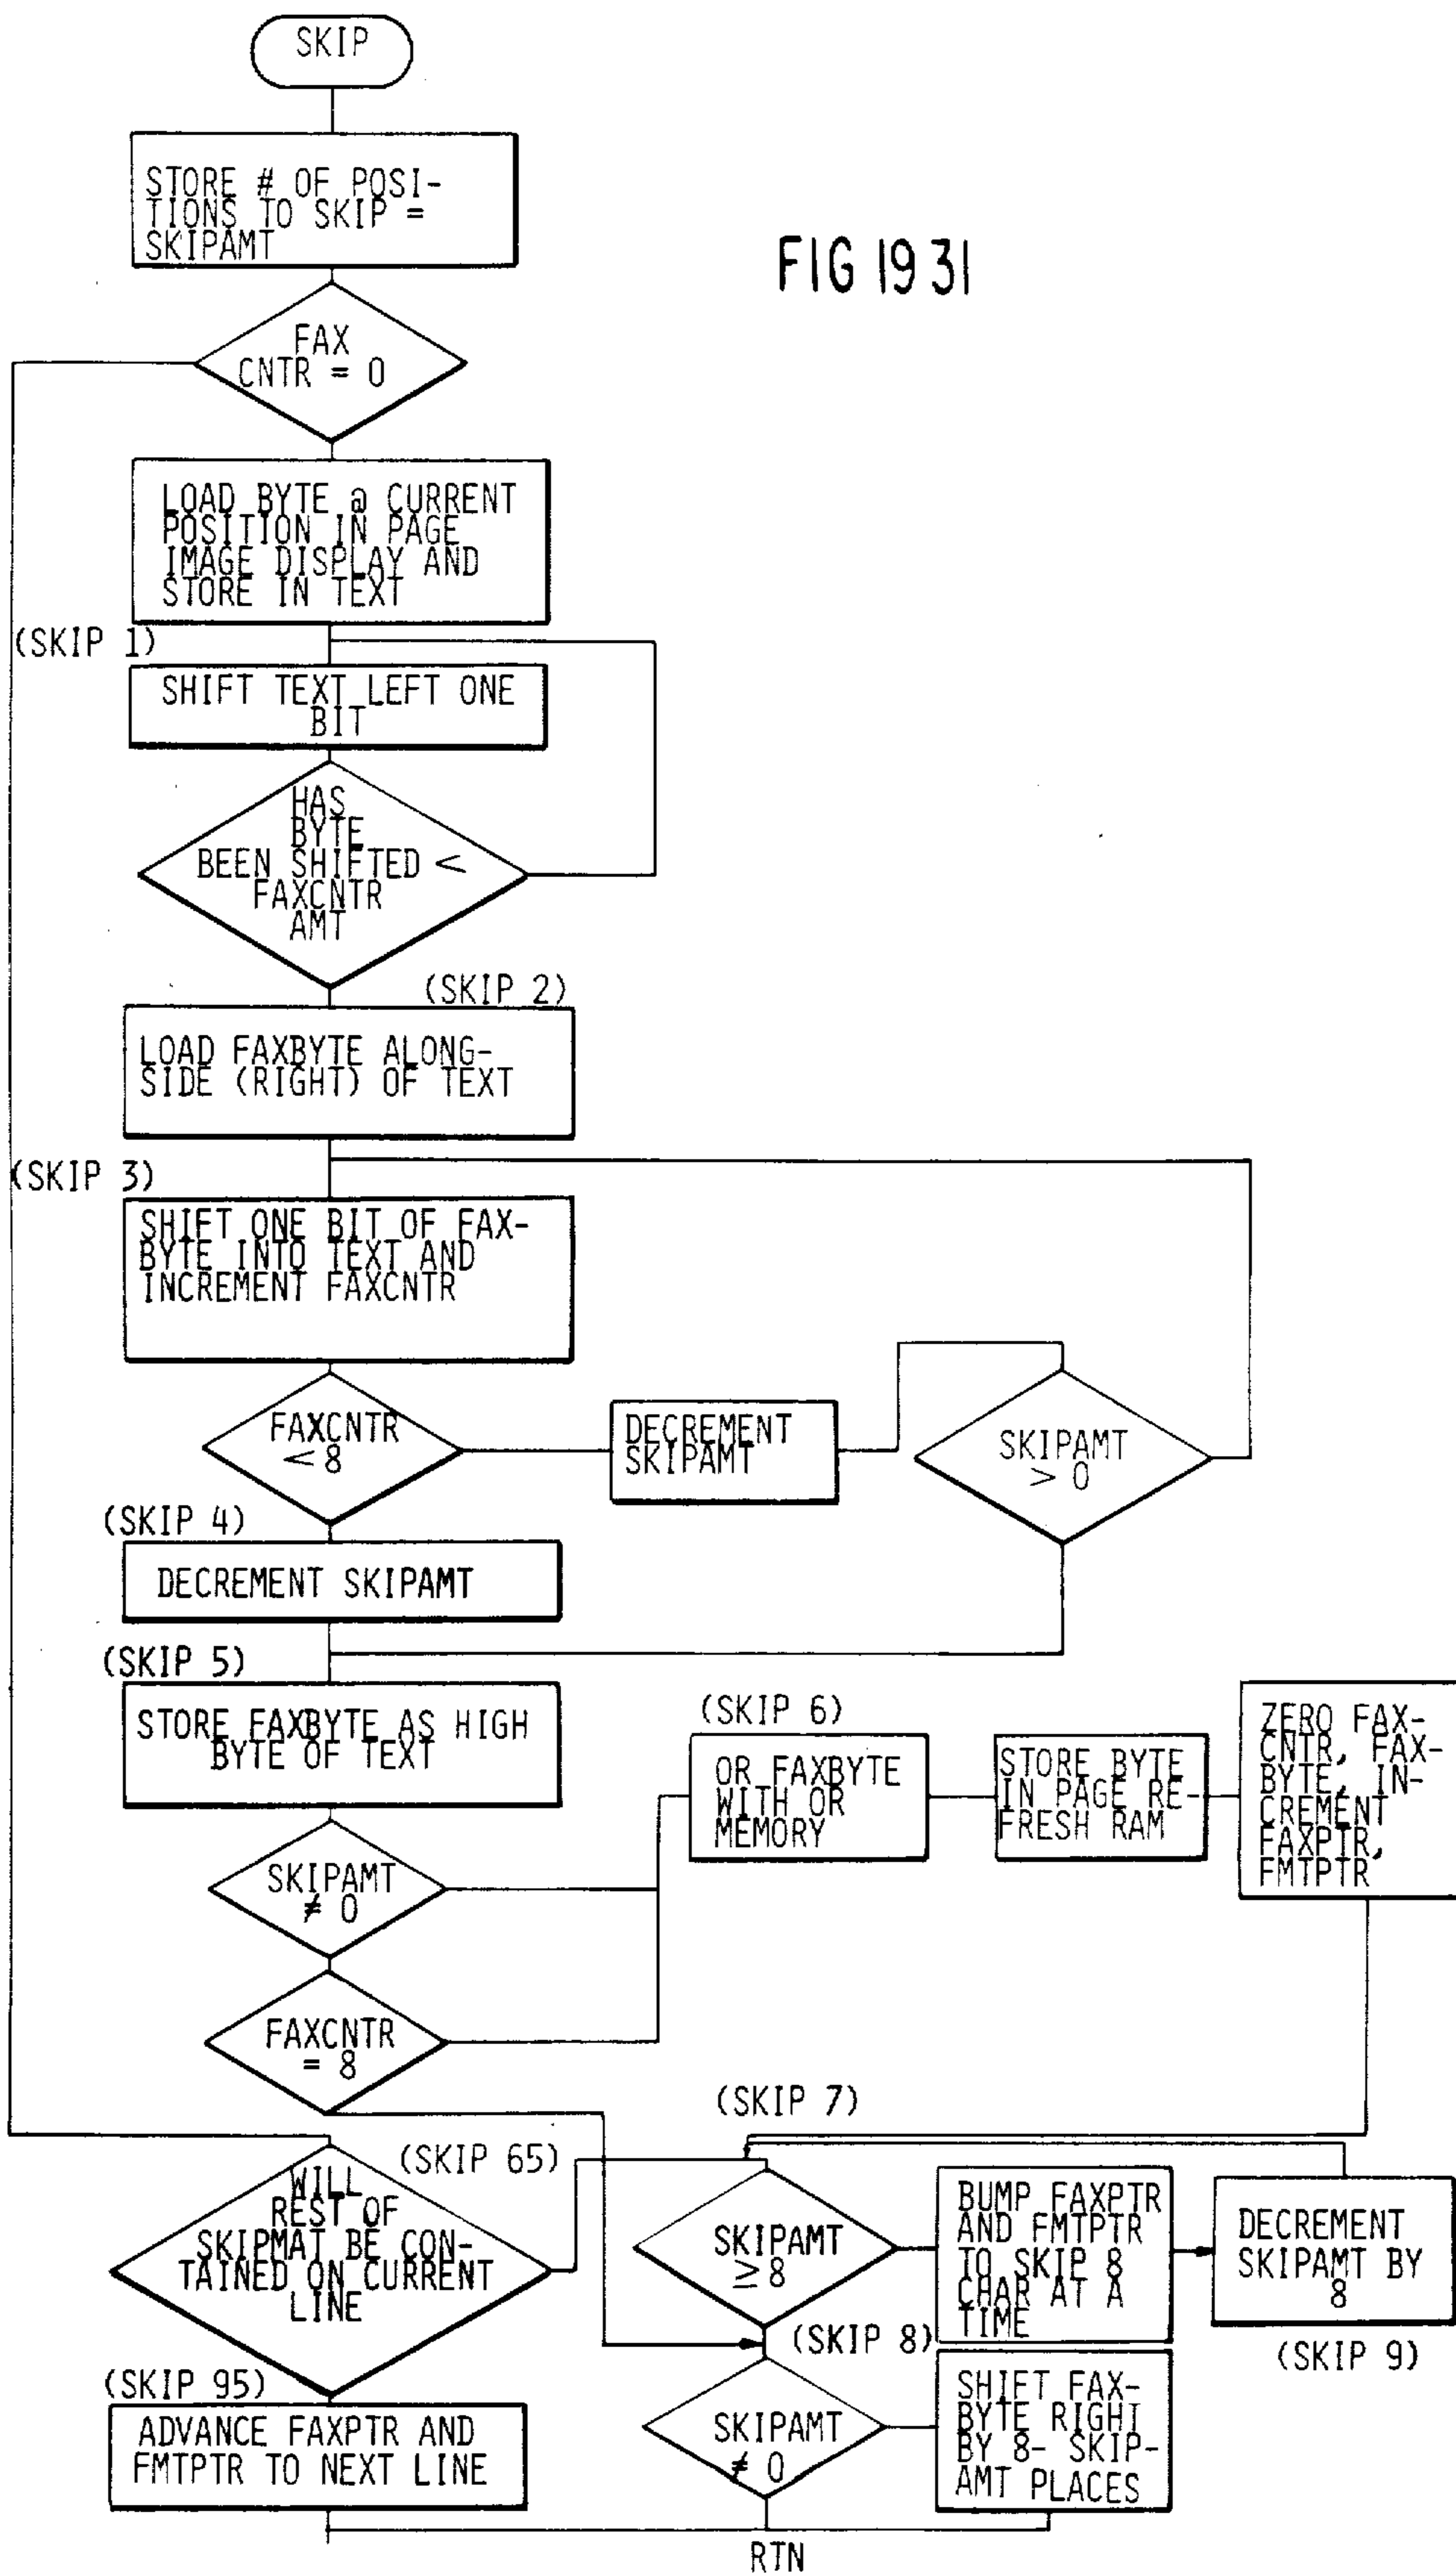 SKIP
STORE # OF POSI-
TIONS TO SKIP =
SKIPAMT
FIG 19 31
FAX
CNTR = 0
LOAD BYTE @ CURRENT
POSITION IN PAGE
IMAGE DISPLAY AND
STORE IN TEXT
(SKIP 1)
SHIFT TEXT LEFT ONE
BIT
HAS
BYTE
BEEN SHIFTED <
FAXCNTR
AMT
(SKIP 2)
LOAD FAXBYTE ALONG-
SIDE (RIGHT) OF TEXT
(SKIP 3)
SHIFT ONE BIT OF FAX-
BYTE INTO TEXT AND
INCREMENT FAXCNTR
FAXCNTR
< 8
DECREMENT
SKIPAMT
SKIPAMT
> 0
(SKIP 4)
DECREMENT SKIPAMT
(SKIP 5)
STORE FAXBYTE AS HIGH
BYTE OF TEXT
(SKIP 6)
OR FAXBYTE
WITH OR
MEMORY
STORE BYTE
IN PAGE RE-
FRESH RAM
ZERO FAX-
CNTR, FAX-
BYTE, IN-
CREMENT
FAXPTR,
FMTPTR
SKIPAMT
≠ 0
FAXCNTR
= 8
(SKIP 7)
(SKIP 65)
WILL
REST OF
SKIPMAT BE CON-
TAINED ON CURRENT
LINE
SKIPAMT
≥ 8
BUMP FAXPTR
AND FMTPTR
TO SKIP 8
CHAR AT A
TIME
DECREMENT
SKIPAMT BY
8
(SKIP 9)
(SKIP 8)
(SKIP 95)
ADVANCE FAXPTR AND
FMTPTR TO NEXT LINE
SKIPAMT
≠ 0
SHIFT FAX-
BYTE RIGHT
BY 8- SKIP-
AMT PLACES
RTN